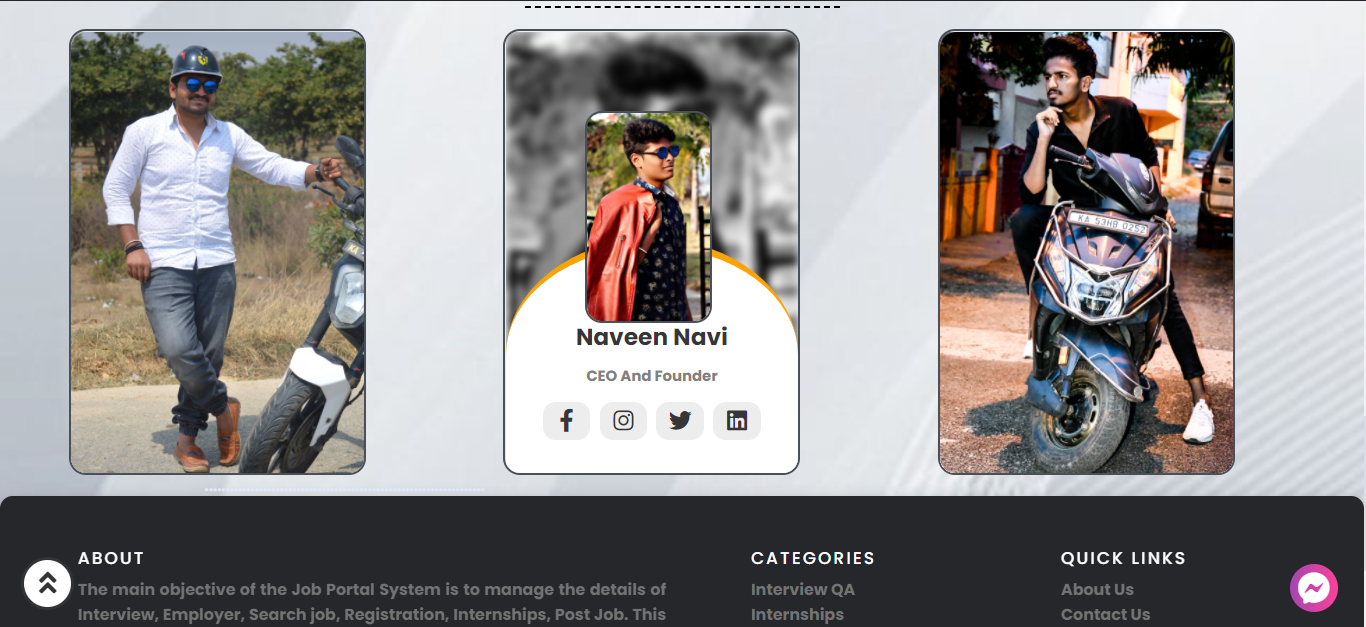 KA 53HB 0252
Naveen Navi
CEO And Founder
ABOUT
The main objective of the Job Portal System is to manage the details of
Interview, Employer, Search job, Registration, Internships, Post Job. This
CATEGORIES
Interview QA
Internships
QUICK LINKS
About Us
Contact Us